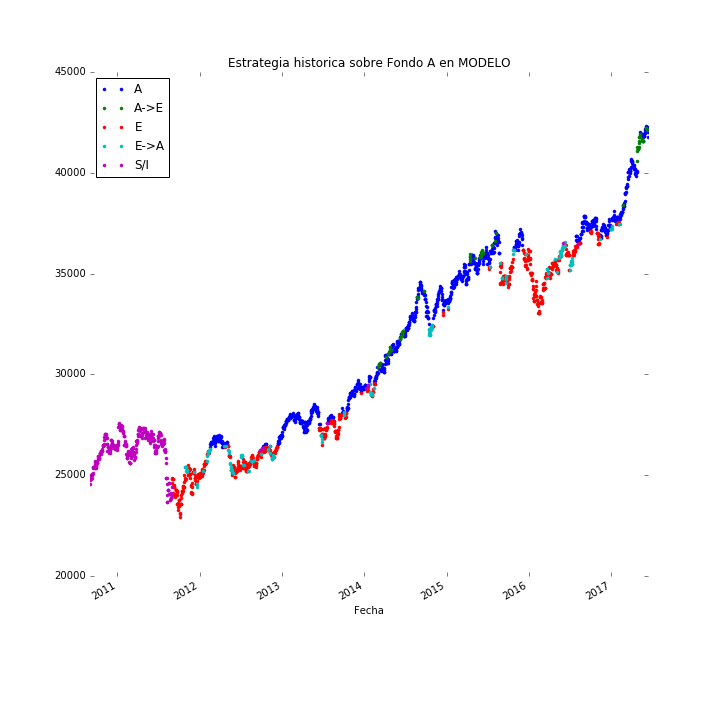 Estrategia historica sobre Fondo A en MODELO
45000
40000
35000
30000
25000
20000
A
A->E
E
E->A
S/I
2011
2012
2013
2014
2015
2016
2017
Fecha